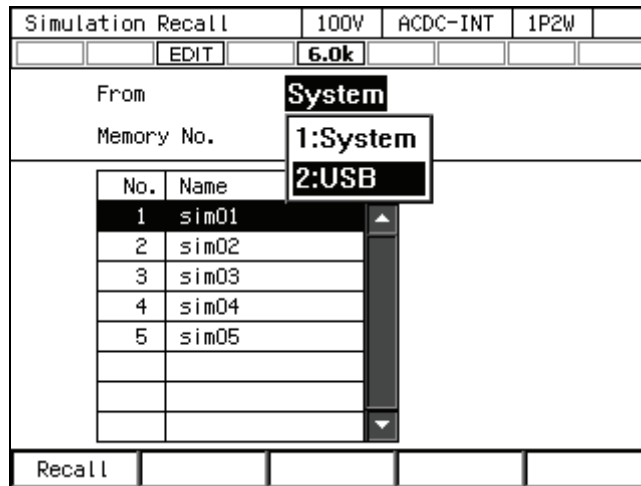 Simulation Recall 100V ACDC-INT 1P2W
EDIT 6.0k
From System
Memory No. 1:System
2:USB
No. Name
1 sim01
2 sim02
3 sim03
4 sim04
5 sim05
Recall